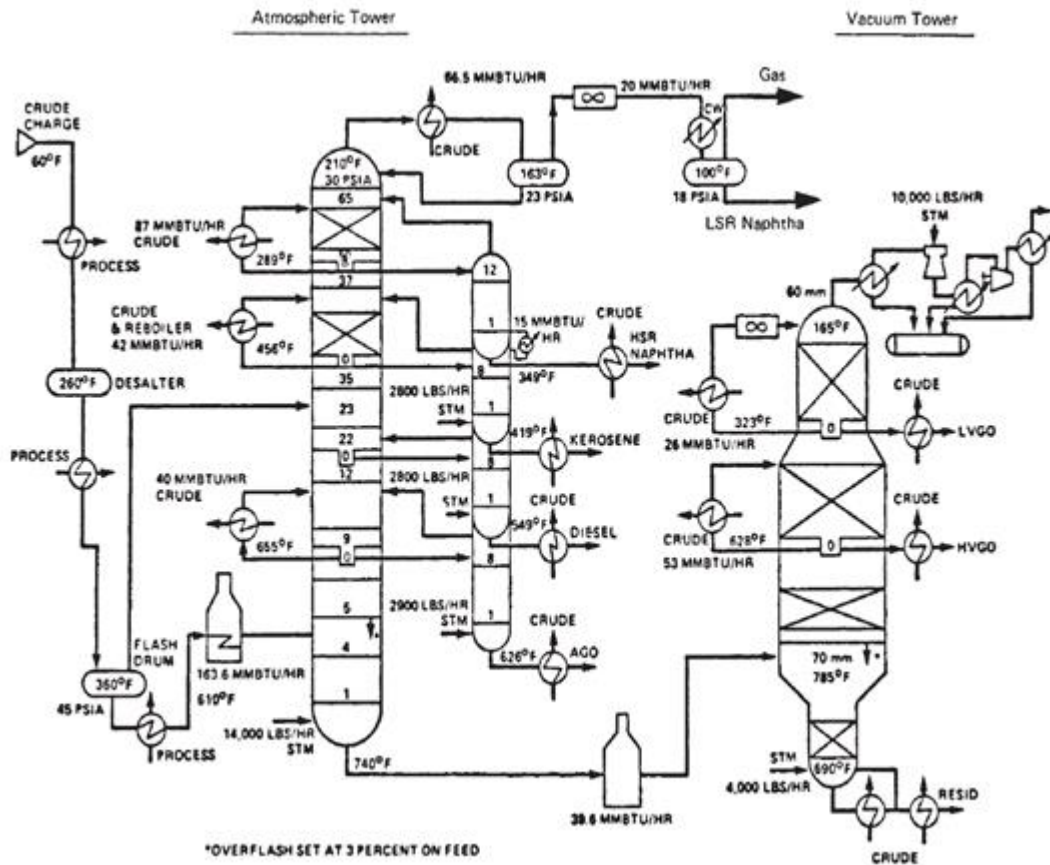 Atmospheric Tower
Vacuum Tower
66.5 MMBTU/HR
20 MMBTU/HR
Gas
CRUDE
CHARGE
60°F
CRUDE
CW
210°F
30 PSIA
163°F
23 PSIA
100°F
18 PSIA
LSR Naphtha
10,000 LBS/HR
STM
65
87 MMBTU/HR
CRUDE
289°F
PROCESS
37
12
60 mm
CRUDE
& REBOILER
42 MMBTU/HR
456°F
1
15 MMBTU/
HR
CRUDE
HSR
NAPHTHA
349°F
165°F
0
35
8
260°F
DESALTER
23
2800 LBS/HR
STM
1
CRUDE
323°F
0
CRUDE
LVGO
26 MMBTU/HR
22
0
12
419°F
KEROSENE
PROCESS
40 MMBTU/HR
CRUDE
2800 LBS/HR
STM
1
CRUDE
549°F
DIESEL
CRUDE
CRUDE
628°F
0
HVGO
53 MMBTU/HR
655°F
9
0
8
5
*
4
2900 LBS/HR
STM
1
CRUDE
626°F
AGO
FLASH
DRUM
360°F
45 PSIA
163.6 MMBTU/HR
610°F
70 mm
785°F
*
1
PROCESS
14,000 LBS/HR
STM
740°F
STM
4,000 LBS/HR
690°F
RESID
39.6 MMBTU/HR
CRUDE
*OVERFLASH SET AT 3 PERCENT ON FEED